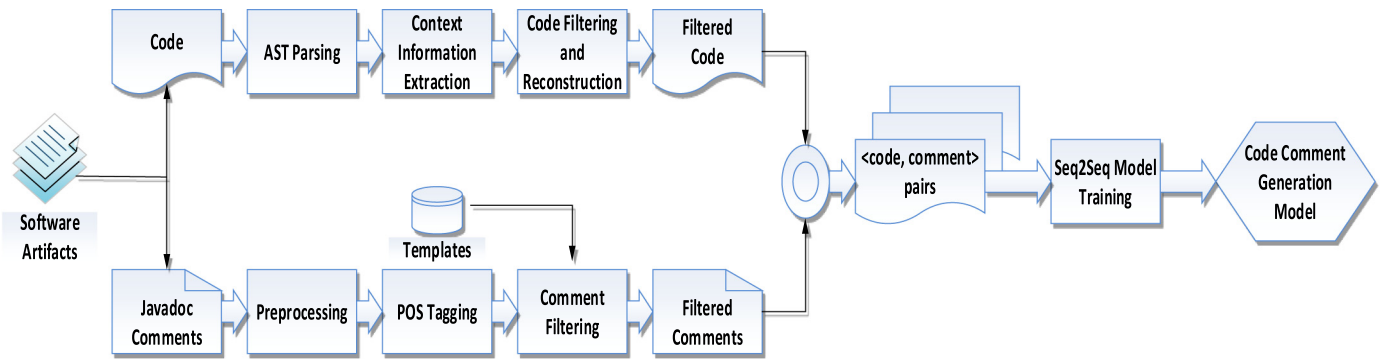 Code
AST Parsing
Context
Information
Extraction
Code Filtering
and
Reconstruction
Filtered
Code
Software
Artifacts
Templates
Javadoc
Comments
Preprocessing
POS Tagging
Comment
Filtering
Filtered
Comments
<code, comment>
pairs
Seq2Seq Model
Training
Code Comment
Generation
Model